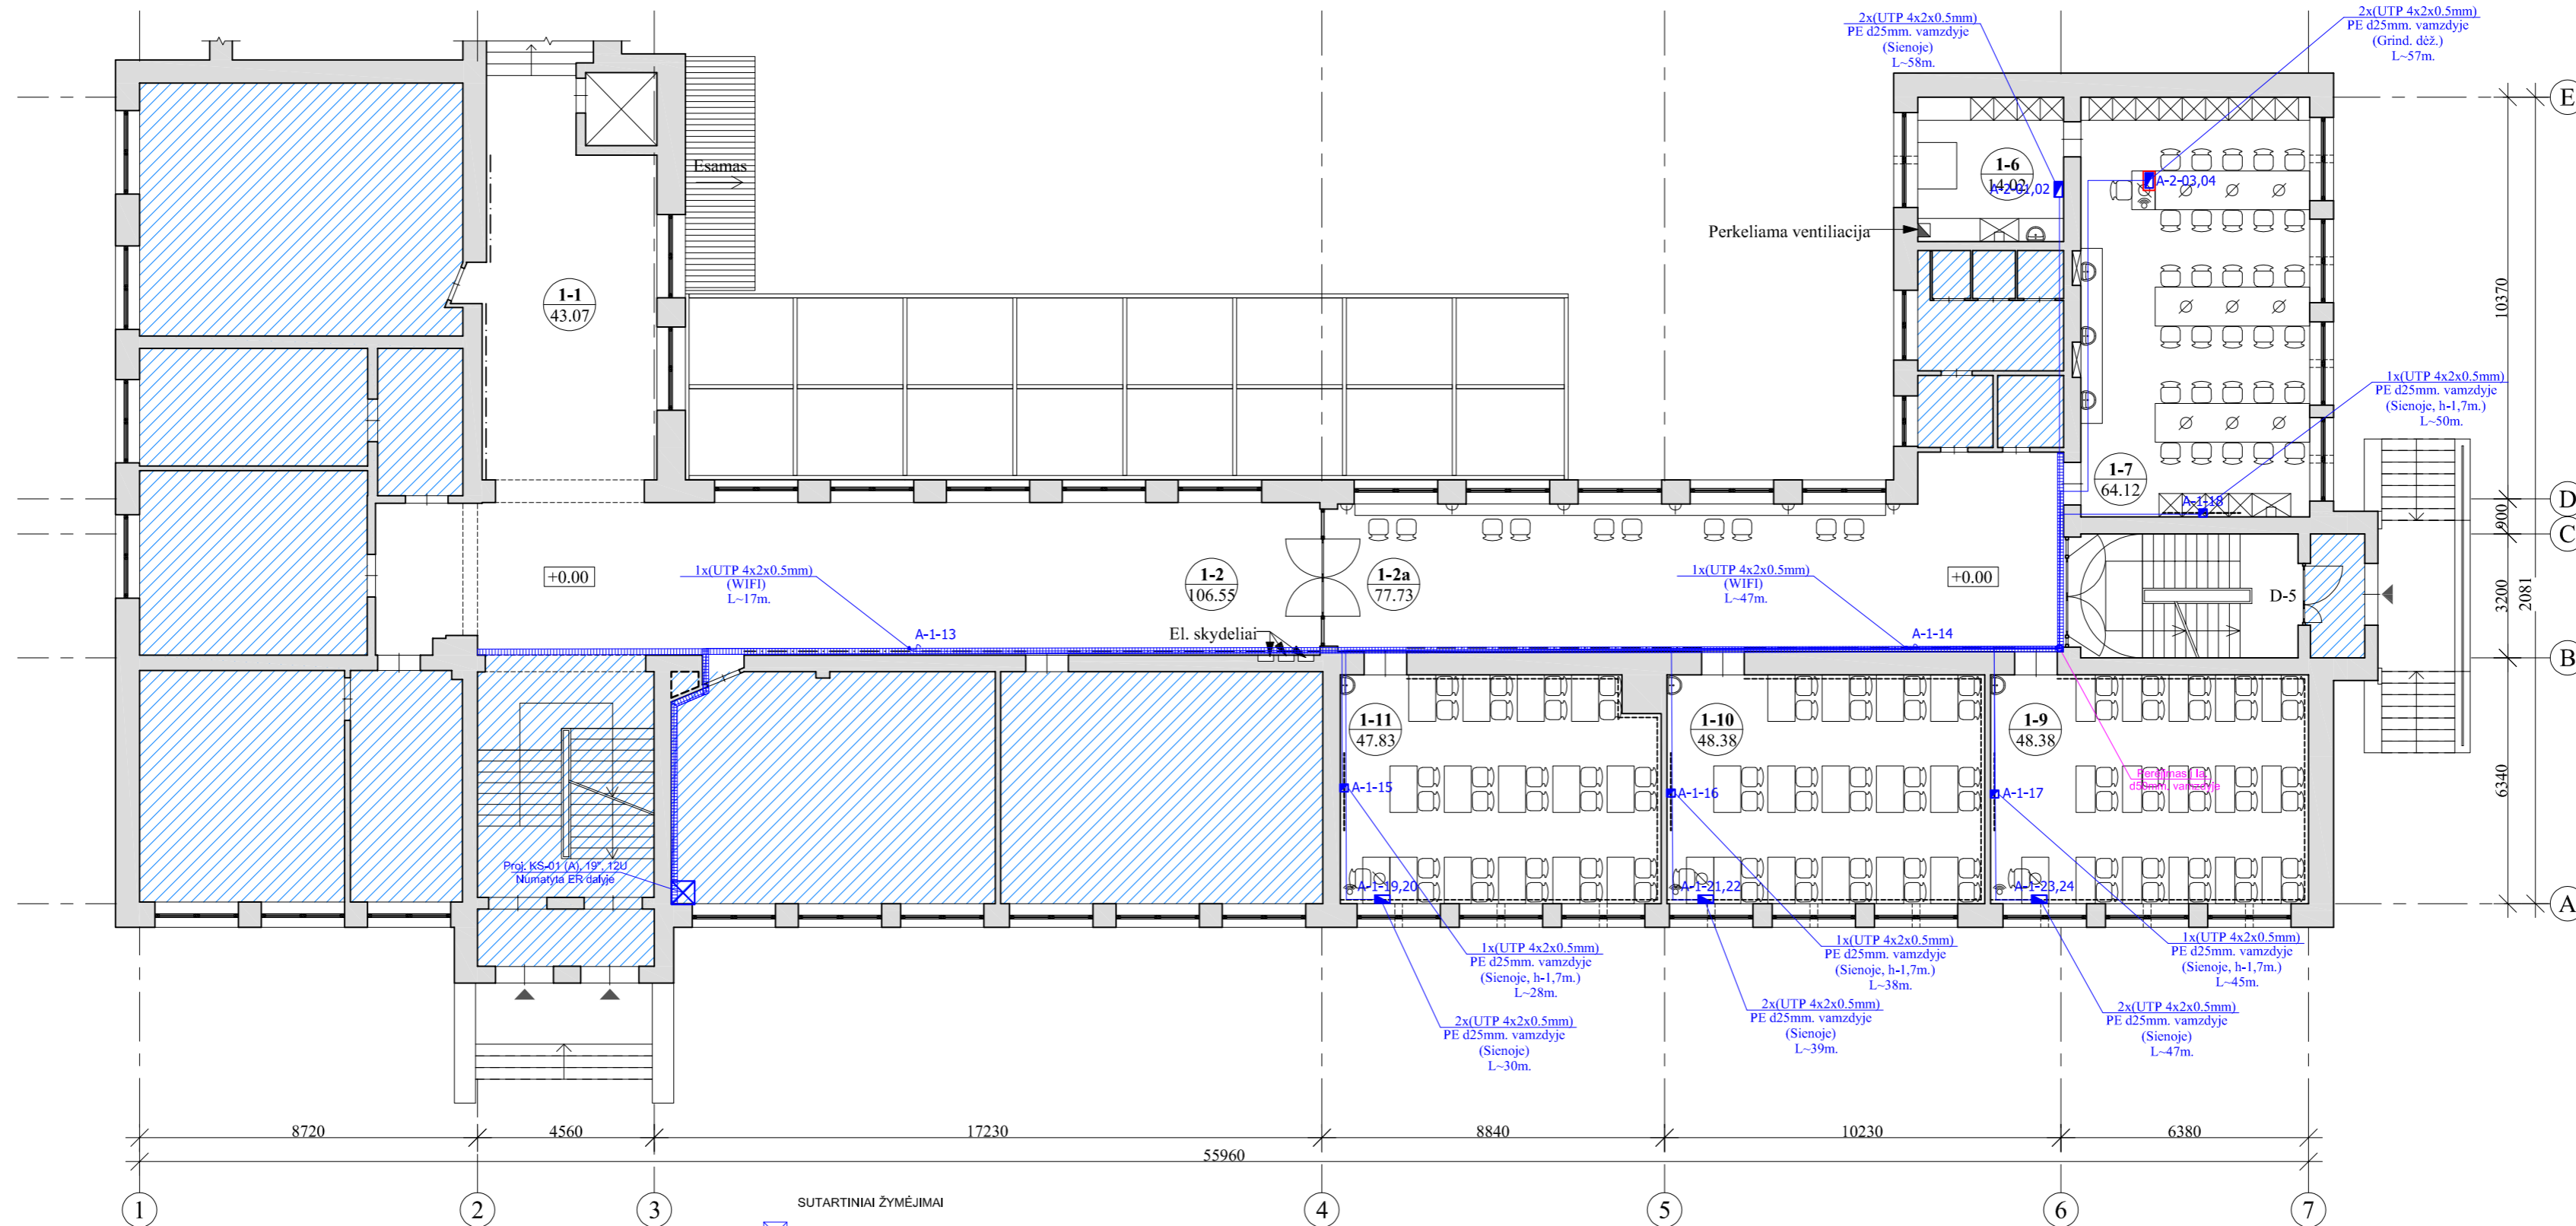 2x(UTP 4x2x0.5mm)
PE d25mm. vamzdyje
(Sienoje)
L~58m.
2x(UTP 4x2x0.5mm)
PE d25mm. vamzdyje
(Grind. dėž.)
L~57m.
E
Esamas
1-6
14.02
A-2-01,02
A-2-03,04
Perkeliama ventiliacija
1-1
43.07
10370
1x(UTP 4x2x0.5mm)
PE d25mm. vamzdyje
(Sienoje, h-1,7m.)
L~50m.
1-7
64.12
A-1-18
D
900
C
1x(UTP 4x2x0.5mm)
(WIFI)
L~17m.
+0.00
1-2
106.55
1-2a
77.73
1x(UTP 4x2x0.5mm)
(WIFI)
L~47m.
+0.00
D-5
3200
2081
A-1-13
El. skydeliai
A-1-14
B
1-11
47.83
1-10
48.38
1-9
48.38
A-1-15
A-1-16
A-1-17
Perėjimas į Ia.
d50mm. vamzdyje
6340
Proj. KS-01 (A), 19", 12U
Numatyta ER dalyje
A-1-19,20
A-1-21,22
A-1-23,24
A
1x(UTP 4x2x0.5mm)
PE d25mm. vamzdyje
(Sienoje, h-1,7m.)
L~28m.
1x(UTP 4x2x0.5mm)
PE d25mm. vamzdyje
(Sienoje, h-1,7m.)
L~38m.
1x(UTP 4x2x0.5mm)
PE d25mm. vamzdyje
(Sienoje, h-1,7m.)
L~45m.
2x(UTP 4x2x0.5mm)
PE d25mm. vamzdyje
(Sienoje)
L~30m.
2x(UTP 4x2x0.5mm)
PE d25mm. vamzdyje
(Sienoje)
L~39m.
2x(UTP 4x2x0.5mm)
PE d25mm. vamzdyje
(Sienoje)
L~47m.
8720
4560
17230
8840
10230
6380
55960
1
2
3
4
5
6
7
SUTARTINIAI ŽYMĖJIMAI